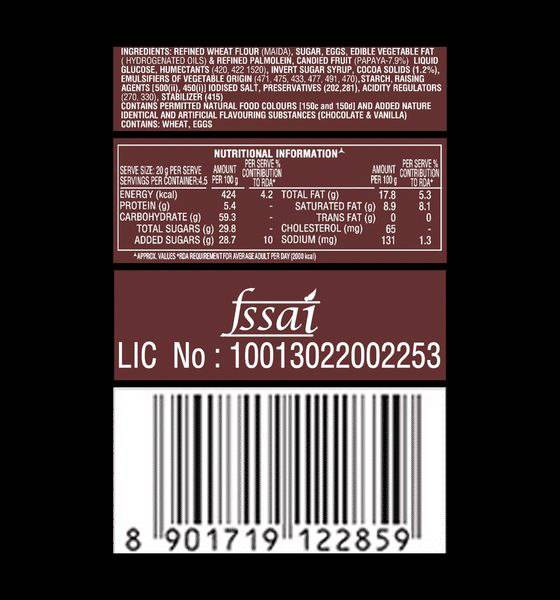 INGREDIENTS: REFINED WHEAT FLOUR (MAIDA), SUGAR, EGGS, EDIBLE VEGETABLE FAT
( HYDROGENATED OILS) & REFINED PALMOLEIN, CANDIED FRUIT (PAPAYA-7.9%) LIQUID
GLUCOSE, HUMECTANTS (420, 422 1520), INVERT SUGAR SYRUP, COCOA SOLIDS (1.2%),
EMULSIFIERS OF VEGETABLE ORIGIN (471, 475, 433, 477, 491, 470),STARCH, RAISING
AGENTS [500(ii), 450(i)] IODISED SALT, PRESERVATIVES (202,281), ACIDITY REGULATORS
(270, 330), STABILIZER (415)
CONTAINS PERMITTED NATURAL FOOD COLOURS [150c and 150d] AND ADDED NATURE
IDENTICAL AND ARTIFICIAL FLAVOURING SUBSTANCES (CHOCOLATE & VANILLA)
CONTAINS: WHEAT, EGGS
NUTRITIONAL INFORMATION^
SERVE SIZE: 20 g PER SERVE
SERVINGS PER CONTAINER:4.5
AMOUNT
PER 100 g
PER SERVE %
CONTRIBUTION
TO RDA*
AMOUNT
PER 100 g
PER SERVE %
CONTRIBUTION
TO RDA*
ENERGY (kcal) 424 4.2 TOTAL FAT (g) 17.8 5.3
PROTEIN (g) 5.4 - SATURATED FAT (g) 8.9 8.1
CARBOHYDRATE (g) 59.3 - TRANS FAT (g) 0 0
TOTAL SUGARS (g) 29.8 - CHOLESTEROL (mg) 65 -
ADDED SUGARS (g) 28.7 10 SODIUM (mg) 131 1.3
^APPROX. VALUES *RDA REQUIREMENT FOR AVERAGE ADULT PER DAY (2000 kcal)
fssai
LIC No : 10013022002253
8 901719 122859